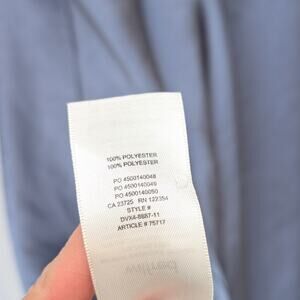 100% POLYESTER
100% POLYESTER
PO 4500140048
PO 4500140049
PO 4500140050
CA 23725 RN 122354
STYLE #
DVX4-8887-11
ARTICLE # 75717